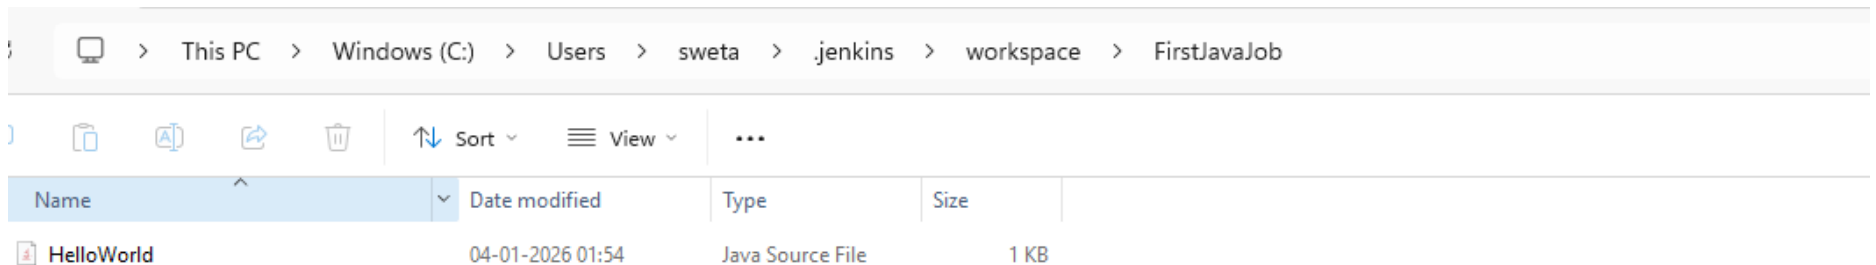 This PC > Windows (C:) > Users > sweta > .jenkins > workspace > FirstJavaJob
Sort View ...
Name Date modified Type Size
HelloWorld 04-01-2026 01:54 Java Source File 1 KB